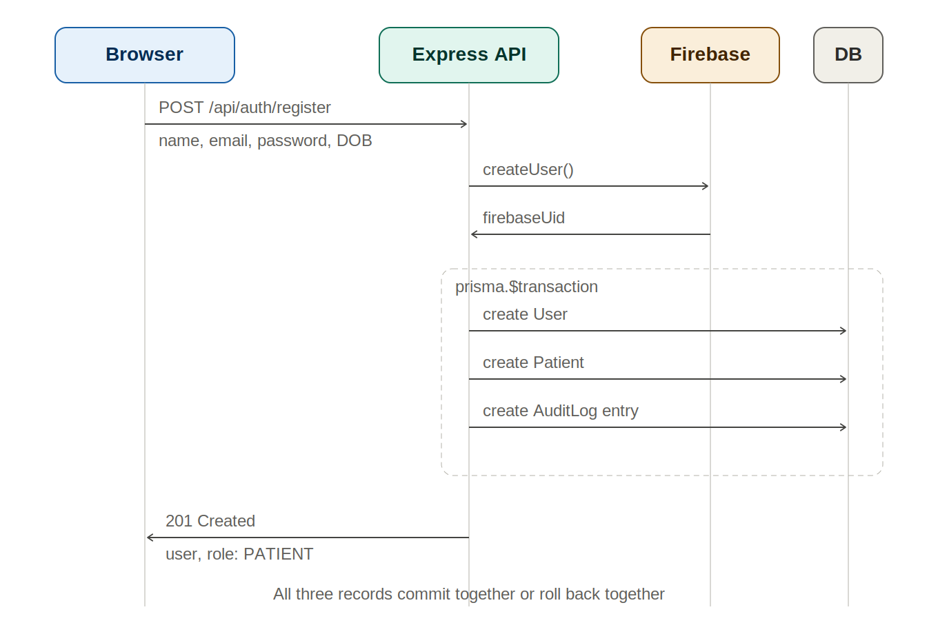 Browser
Express API
Firebase
DB
POST /api/auth/register
name, email, password, DOB
createUser()
firebaseUid
prisma.$transaction
create User
create Patient
create AuditLog entry
201 Created
user, role: PATIENT
All three records commit together or roll back together